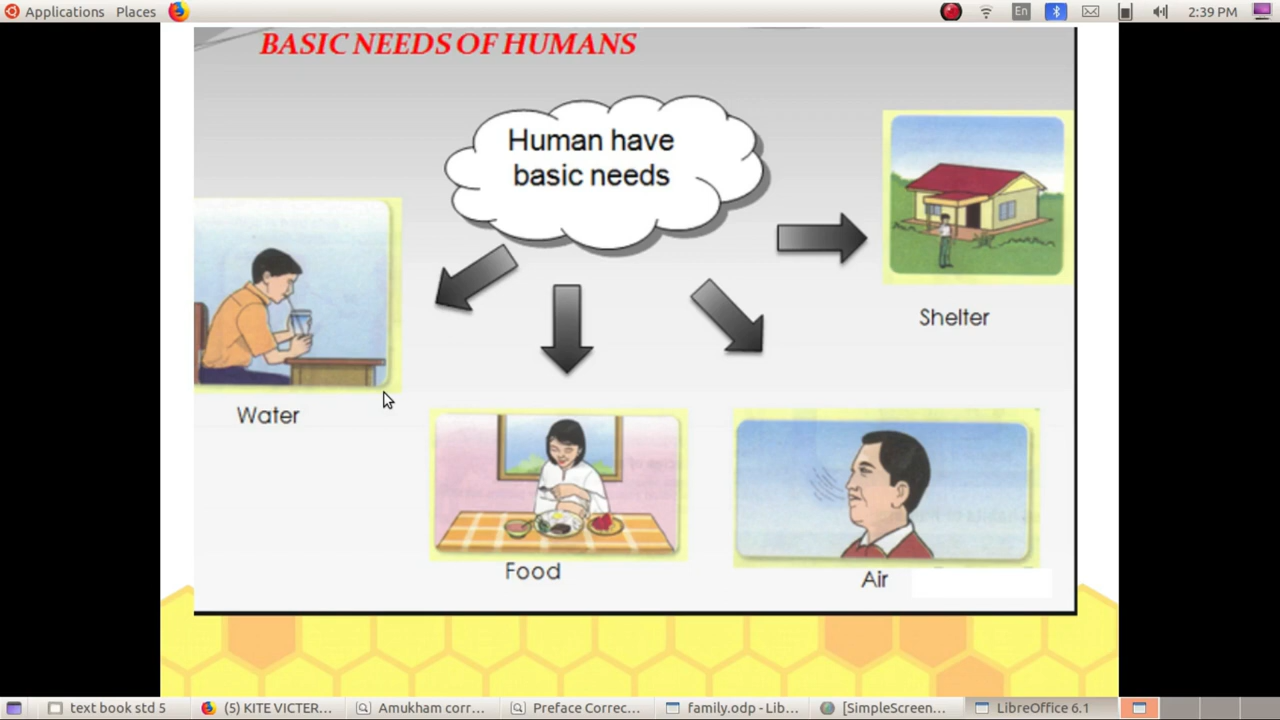 Applications Places
En
2:39 PM
BASIC NEEDS OF HUMANS
Human have
basic needs
Shelter
Water
Food
Air
text book std 5
(5) KITE VICTER...
Amukham corr...
Preface Correc...
family.odp - Lib...
[SimpleScreen...
LibreOffice 6.1